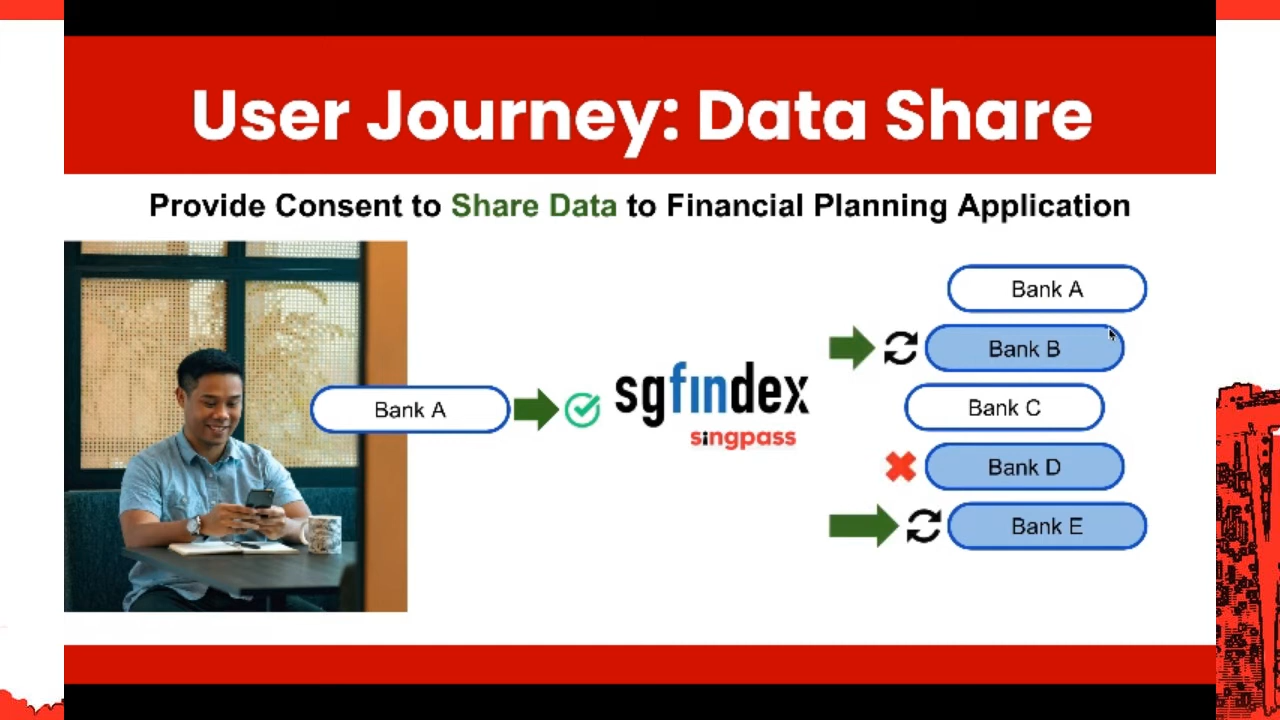 User Journey: Data Share
Provide Consent to Share Data to Financial Planning Application
Bank A
sgfindex
singpass
Bank A
Bank B
Bank C
Bank D
Bank E